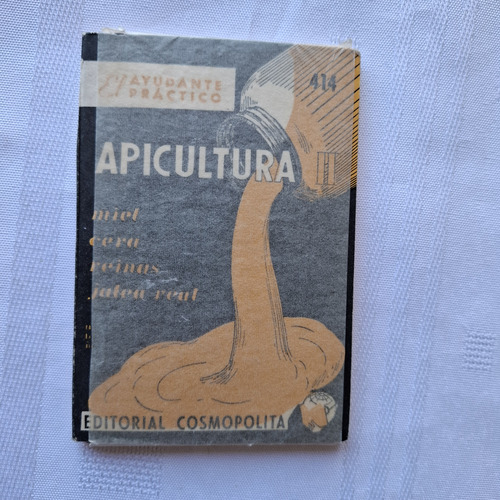 El AYUDANTE
PRÁCTICO
414
APICULTURA II
miel
cera
reinas
jalea real
EDITORIAL COSMOPOLITA